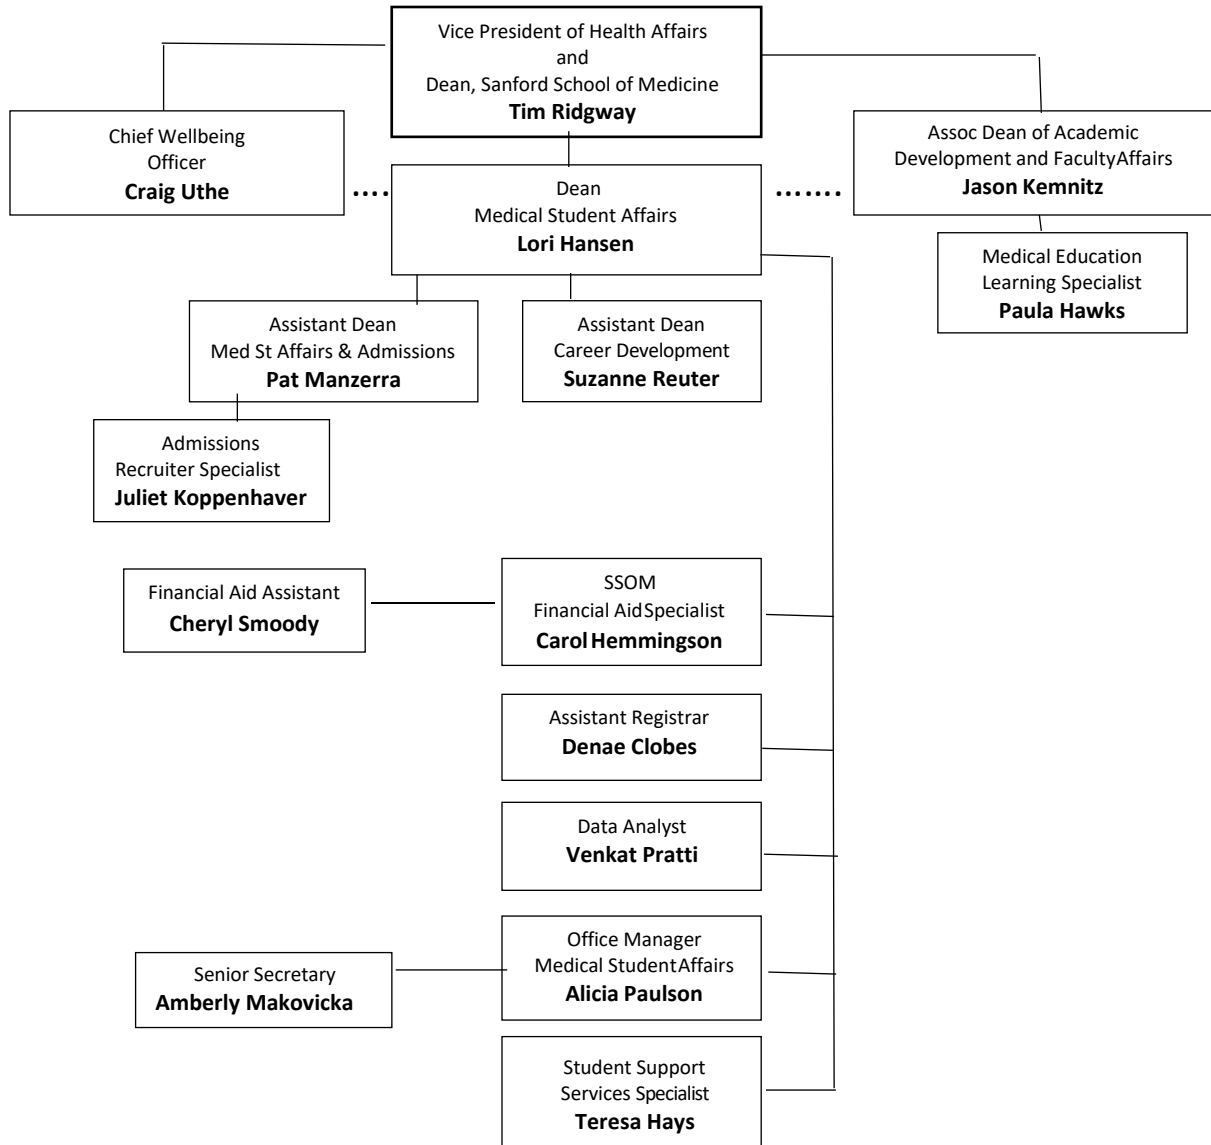 Vice President of Health Affairs
and
Dean, Sanford School of Medicine
Tim Ridgway
Chief Wellbeing
Officer
Craig Uthe
....
Dean
Medical Student Affairs
Lori Hansen
.......
Assoc Dean of Academic
Development and FacultyAffairs
Jason Kemnitz
Medical Education
Learning Specialist
Paula Hawks
Assistant Dean
Med St Affairs & Admissions
Pat Manzerra
Assistant Dean
Career Development
Suzanne Reuter
Admissions
Recruiter Specialist
Juliet Koppenhaver
Financial Aid Assistant
Cheryl Smoody
SSOM
Financial AidSpecialist
Carol Hemmingson
Assistant Registrar
Denae Clobes
Data Analyst
Venkat Pratti
Senior Secretary
Amberly Makovicka
Office Manager
Medical StudentAffairs
Alicia Paulson
Student Support
Services Specialist
Teresa Hays